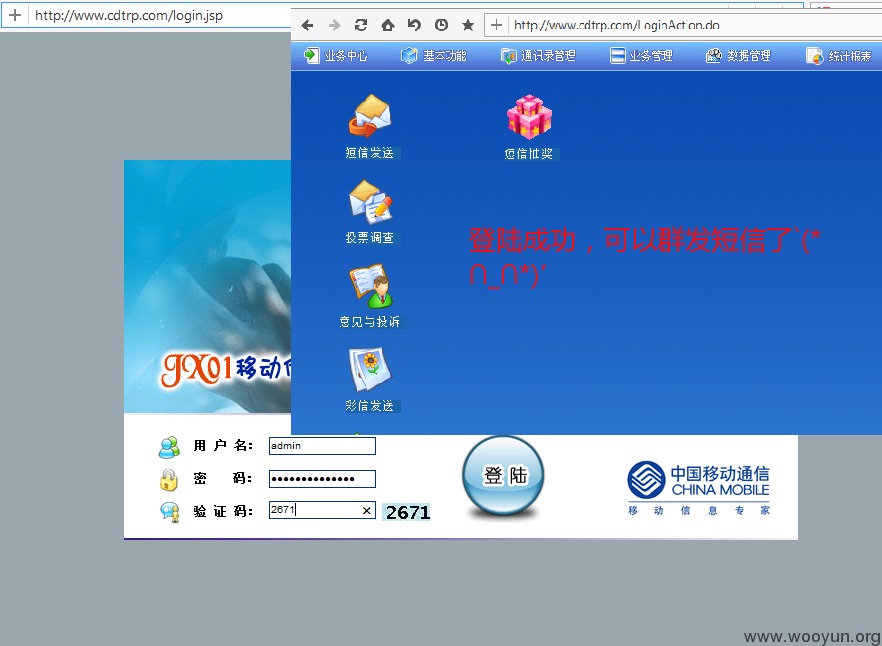 http://www.cdtrp.com/login.jsp
http://www.cdtrp.com/LoginAction.do
业务中心 基本功能 通讯录管理 业务管理 数据管理 统计报表
短信发送 短信抽奖
投票调查
登陆成功，可以群发短信了`(*
∩_∩*)′
意见与投诉
彩信发送
JX01移动
用户名： admin
密 码： ••••••••••••••
登陆
验证码： 2671 2671
中国移动通信
CHINA MOBILE
移动信息专家
www.wooyun.org